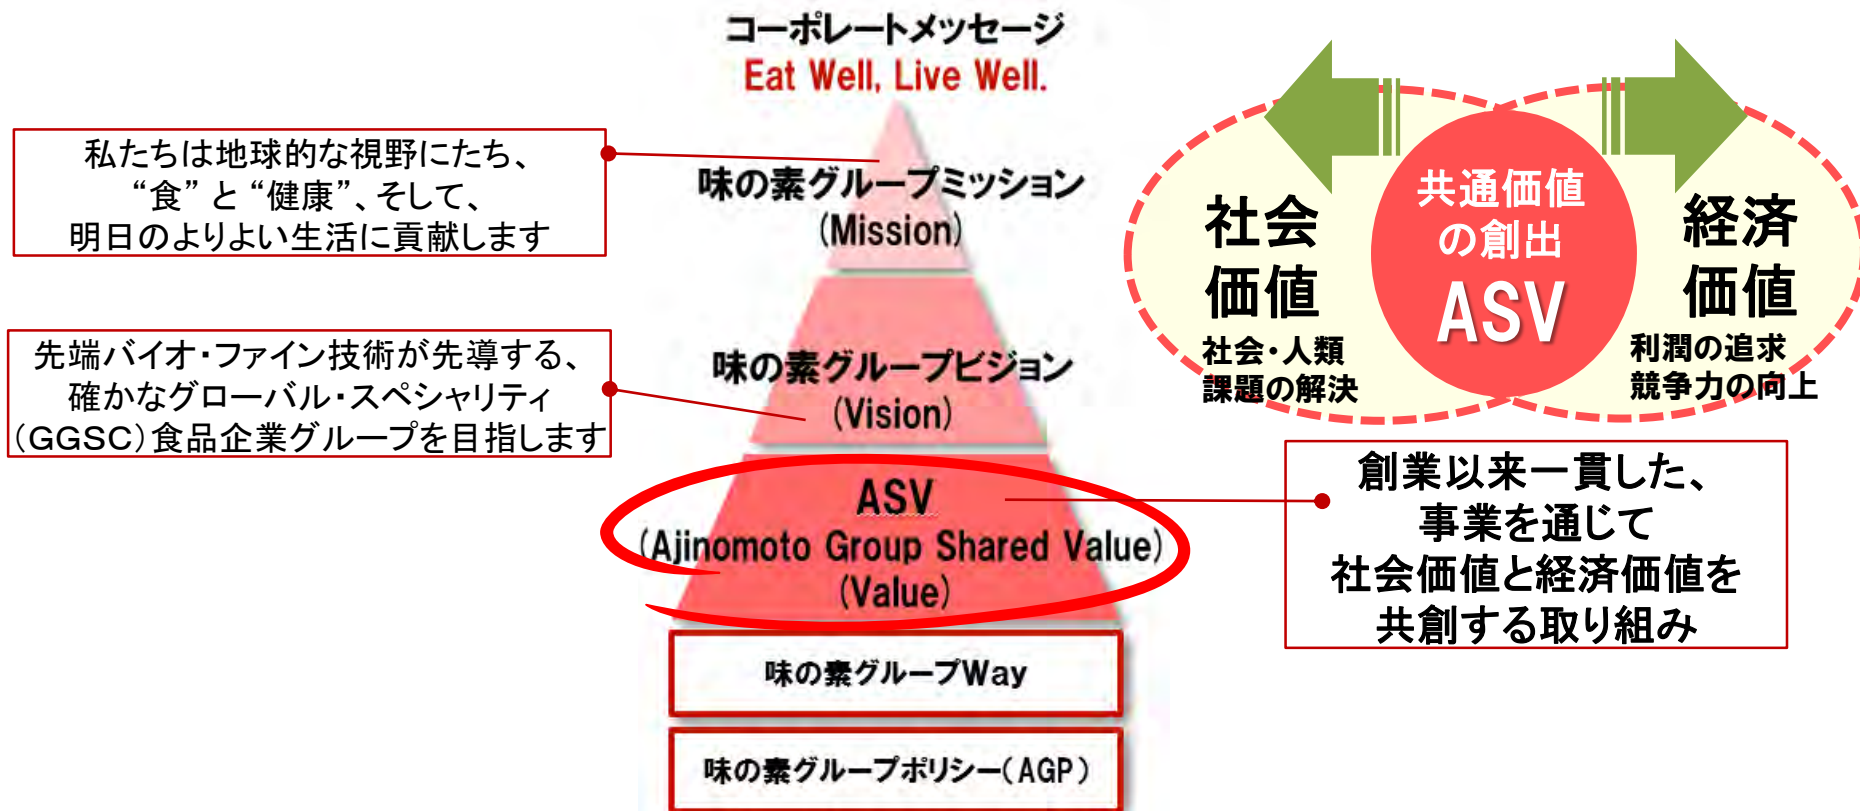 コーポレートメッセージ
Eat Well, Live Well.
私たちは地球的な視野にたち、
“食” と “健康”、そして、
明日のよりよい生活に貢献します
味の素グループミッション
(Mission)
先端バイオ・ファイン技術が先導する、
確かなグローバル・スペシャリティ
(GGSC)食品企業グループを目指します
味の素グループビジョン
(Vision)
ASV
(Ajinomoto Group Shared Value)
(Value)
味の素グループWay
味の素グループポリシー(AGP)
社会
価値
社会・人類
課題の解決
共通価値
の創出
ASV
経済
価値
利潤の追求
競争力の向上
創業以来一貫した、
事業を通じて
社会価値と経済価値を
共創する取り組み